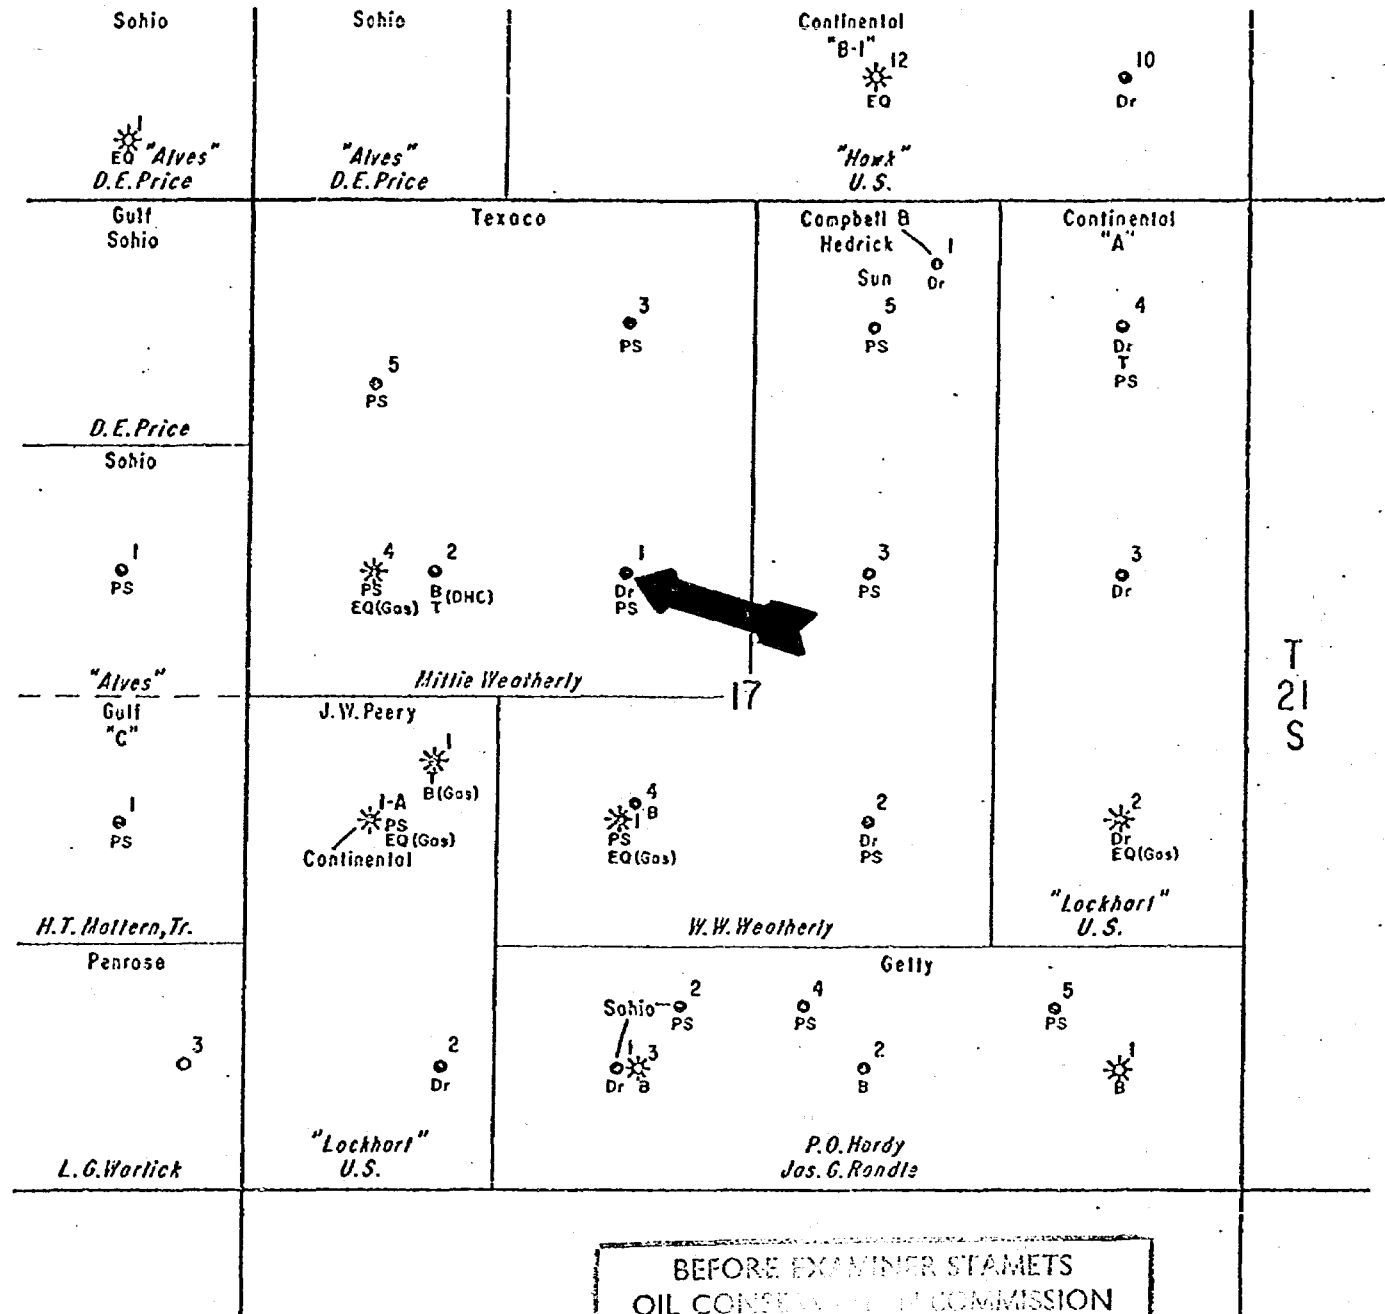 Sohio
Sohio
Continental
"B-1"
12
EQ
10
Dr
1
EQ "Alves"
D.E. Price
"Alves"
D.E. Price
"Hawk"
U.S.
Gulf
Sohio
Texaco
Campbell &
Hedrick
1
Dr
Sun
Continental
"A"
3
PS
5
PS
4
Dr
T
PS
5
PS
D.E. Price
Sohio
1
PS
4
PS
EQ(Gas)
2
B
T (DHC)
1
Dr
PS
3
PS
3
Dr
T
21
S
"Alves"
Millie Weatherly
17
Gulf
"C"
J.W. Peery
1
T
B(Gas)
1
PS
1-A
PS
EQ(Gas)
Continental
4
B
1
PS
EQ(Gas)
2
Dr
PS
2
Dr
EQ(Gas)
H.T. Mattern, Tr.
W.W. Weatherly
"Lockhart"
U.S.
Penrose
Getty
Sohio
2
PS
4
PS
5
PS
3
2
Dr
1
Dr
3
B
2
B
1
B
L.G. Warlick
"Lockhart"
U.S.
P.O. Hardy
Jas. G. Randle
BEFORE EXAMINER STAMETS
OIL CONSERVATION COMMISSION